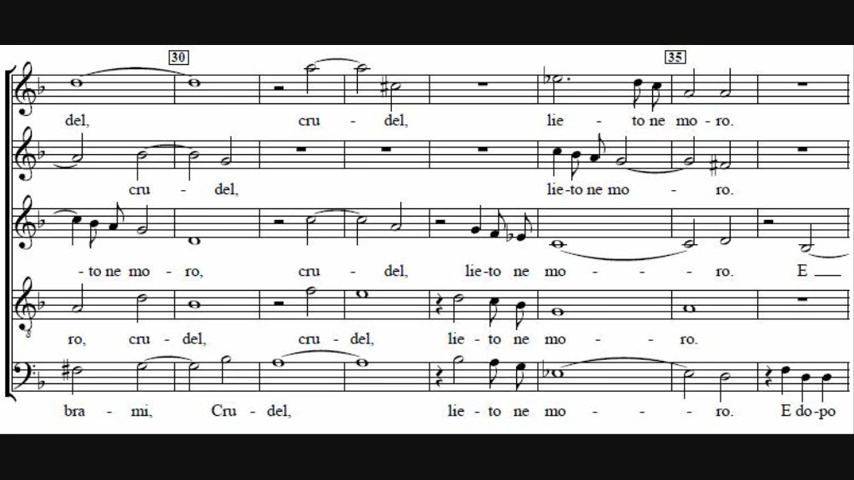 30 35
del, cru - del, lie - to ne mo - ro.
cru - del, lie-to ne mo - ro.
- to ne mo - ro, cru - del, lie-to ne mo - - ro. E
8
ro, cru - del, cru - del, lie - to ne mo - - ro.
bra - mi, Cru - del, lie - to ne mo - - ro. E do-po